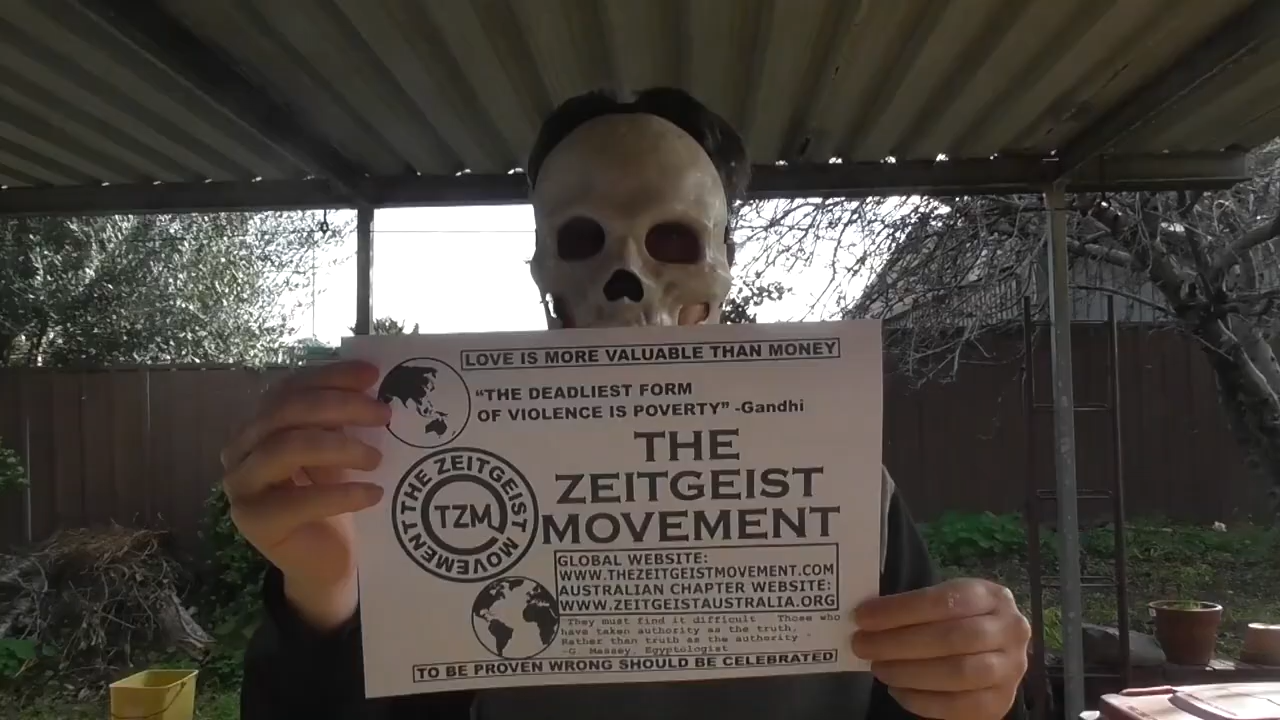 LOVE IS MORE VALUABLE THAN MONEY
“THE DEADLIEST FORM
OF VIOLENCE IS POVERTY” -Gandhi
THE
ZEITGEIST
MOVEMENT
THE ZEITGEIST MOVEMENT
TZM
GLOBAL WEBSITE:
WWW.THEZEITGEISTMOVEMENT.COM
AUSTRALIAN CHAPTER WEBSITE:
WWW.ZEITGEISTAUSTRALIA.ORG
They must find it difficult Those who
have taken authority as the truth,
Rather than truth as the authority
-G. Massey, Egyptologist
TO BE PROVEN WRONG SHOULD BE CELEBRATED